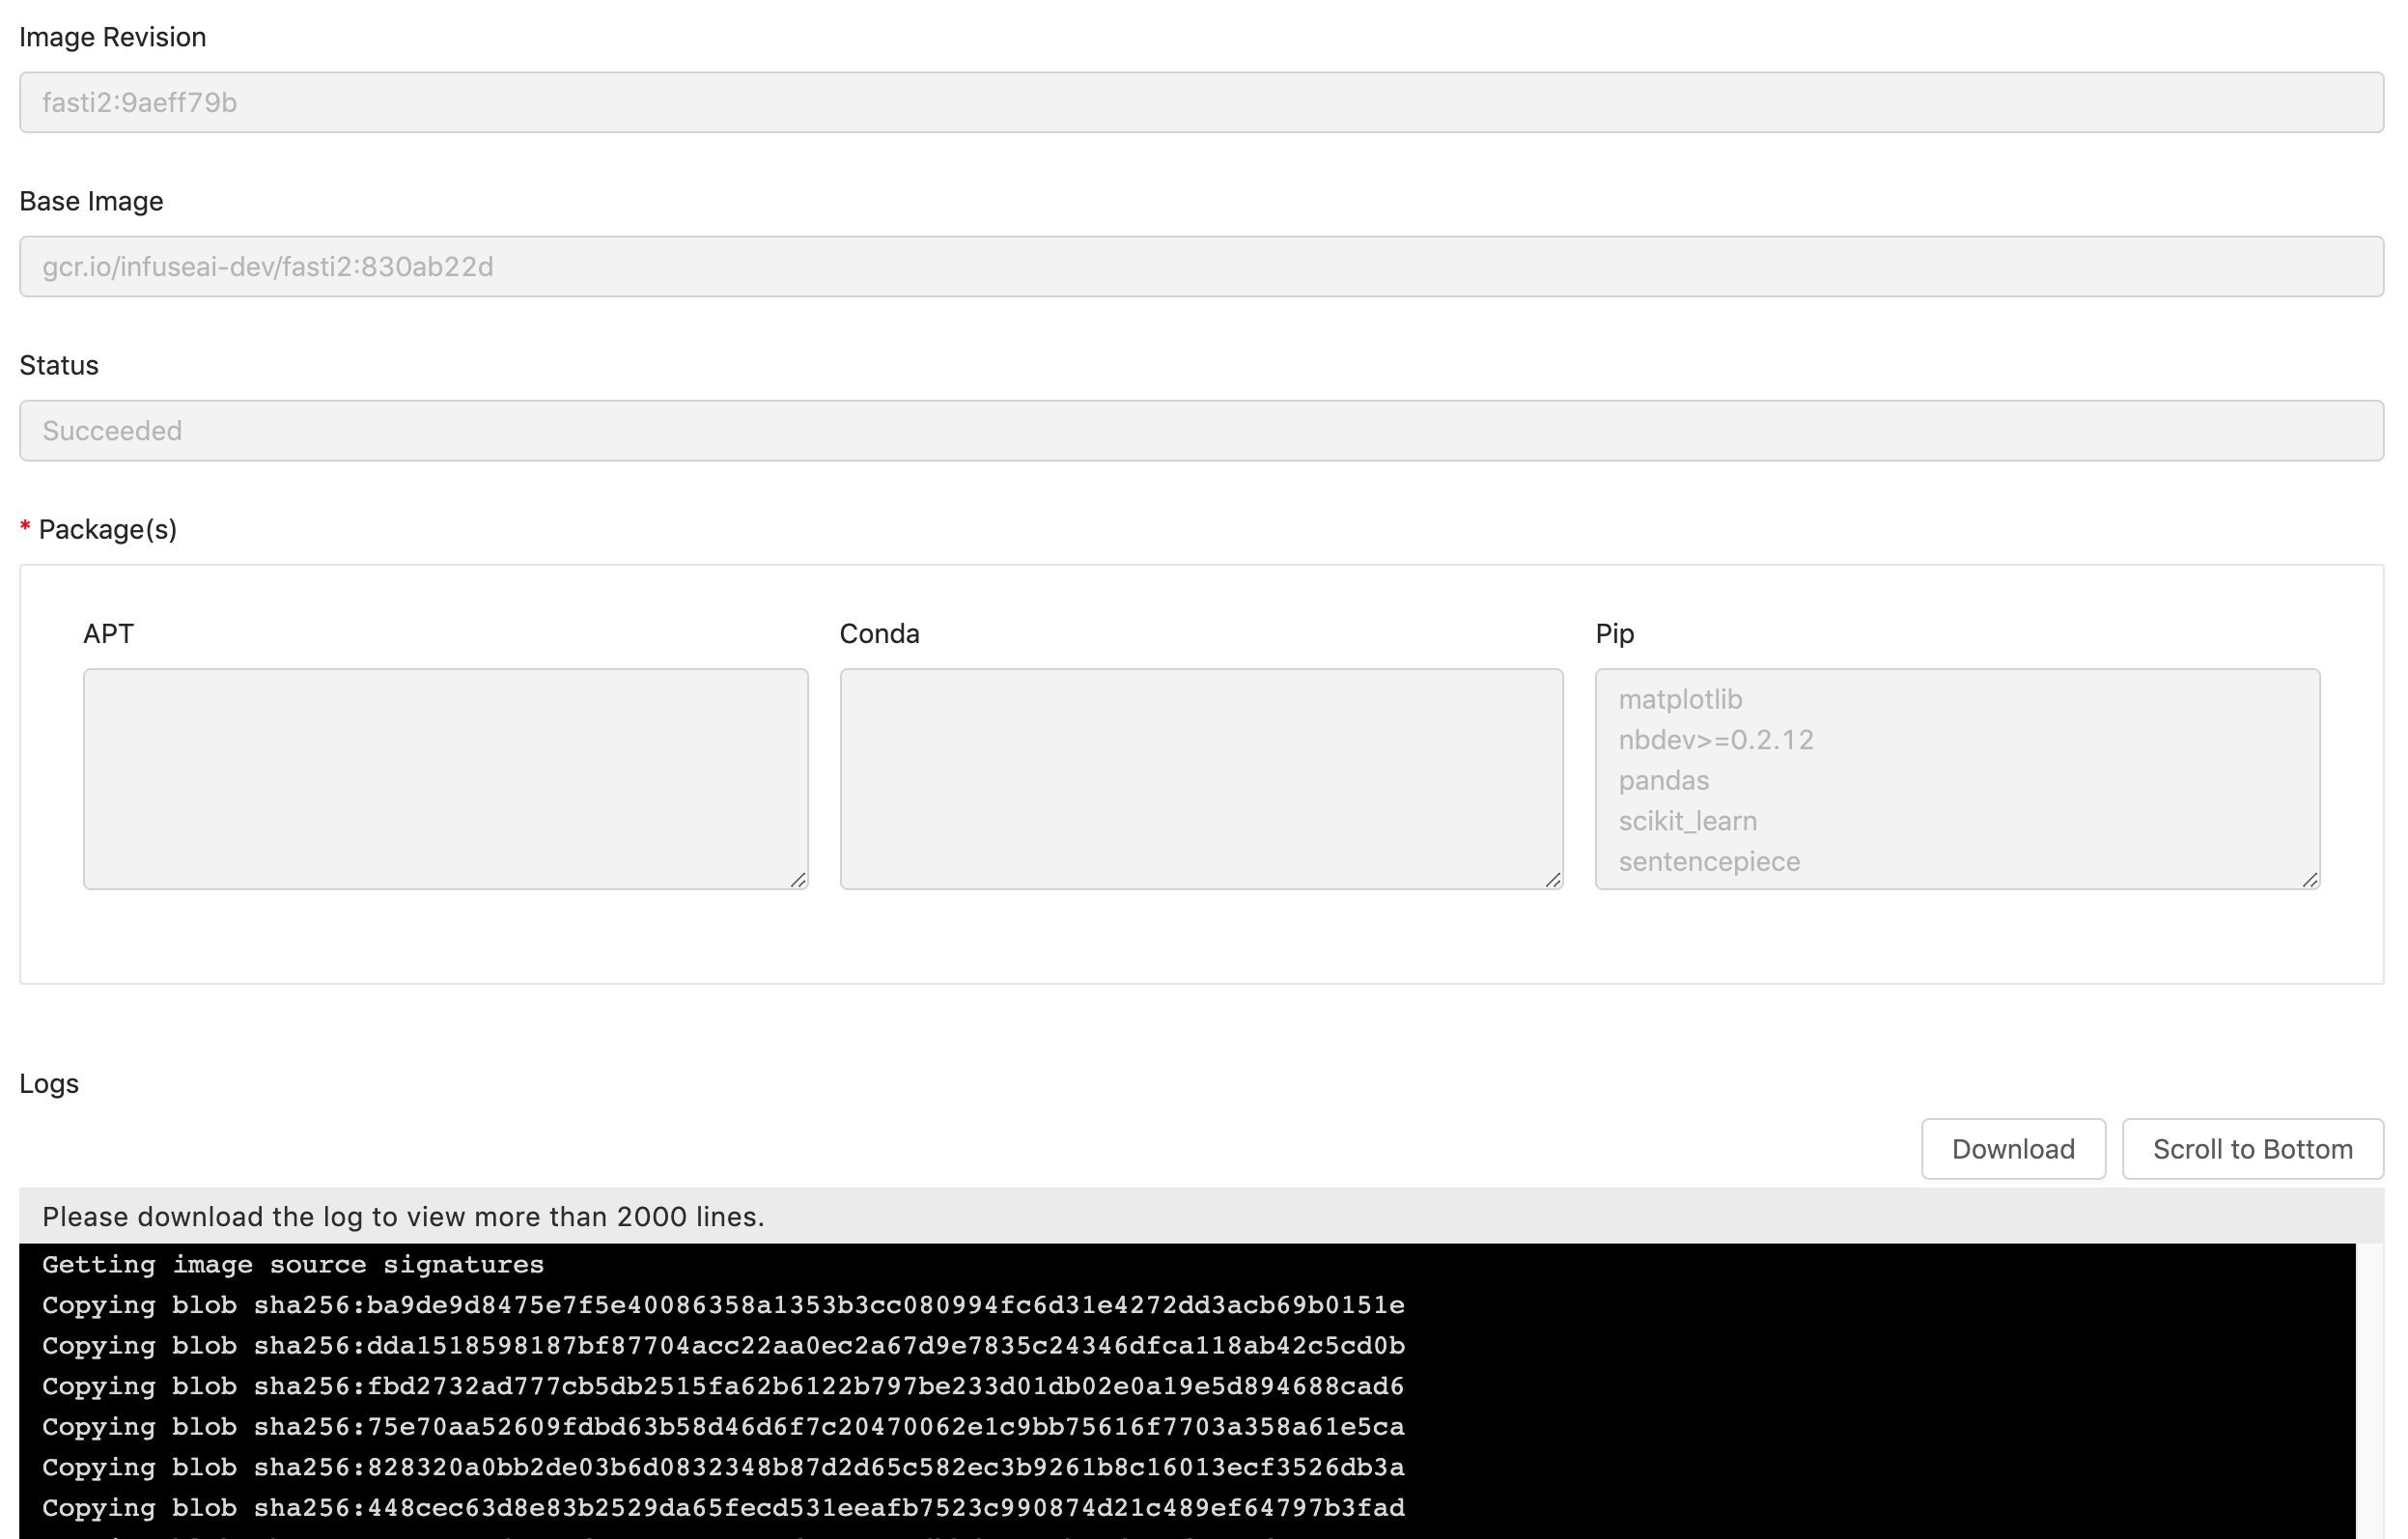 Image Revision
fasti2:9aeff79b
Base Image
gcr.io/infuseai-dev/fasti2:830ab22d
Status
Succeeded
* Package(s)
APT
Conda
Pip
matplotlib
nbdev>=0.2.12
pandas
scikit_learn
sentencepiece
Logs
Download
Scroll to Bottom
Please download the log to view more than 2000 lines.
Getting image source signatures
Copying blob sha256:ba9de9d8475e7f5e40086358a1353b3cc080994fc6d31e4272dd3acb69b0151e
Copying blob sha256:dda1518598187bf87704acc22aa0ec2a67d9e7835c24346dfca118ab42c5cd0b
Copying blob sha256:fbd2732ad777cb5db2515fa62b6122b797be233d01db02e0a19e5d894688cad6
Copying blob sha256:75e70aa52609fdbd63b58d46d6f7c20470062e1c9bb75616f7703a358a61e5ca
Copying blob sha256:828320a0bb2de03b6d0832348b87d2d65c582ec3b9261b8c16013ecf3526db3a
Copying blob sha256:448cec63d8e83b2529da65fecd531eeafb7523c990874d21c489ef64797b3fad